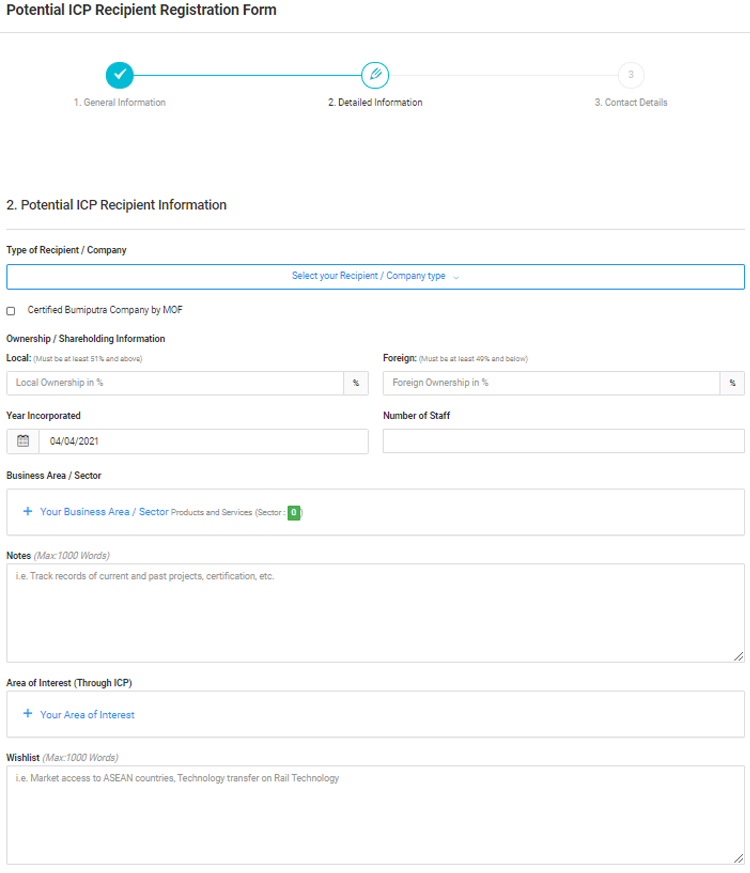 Potential ICP Recipient Registration Form
3
1. General Information 2. Detailed Information 3. Contact Details
2. Potential ICP Recipient Information
Type of Recipient / Company
Select your Recipient / Company type
Certified Bumiputra Company by MOF
Ownership / Shareholding Information
Local: (Must be at least 51% and above) Foreign: (Must be at least 49% and below)
Local Ownership in % % Foreign Ownership in % %
Year Incorporated Number of Staff
04/04/2021
Business Area / Sector
+ Your Business Area / Sector Products and Services (Sector : 0)
Notes (Max:1000 Words)
i.e. Track records of current and past projects, certification, etc.
Area of Interest (Through ICP)
+ Your Area of Interest
Wishlist (Max:1000 Words)
i.e. Market access to ASEAN countries, Technology transfer on Rail Technology